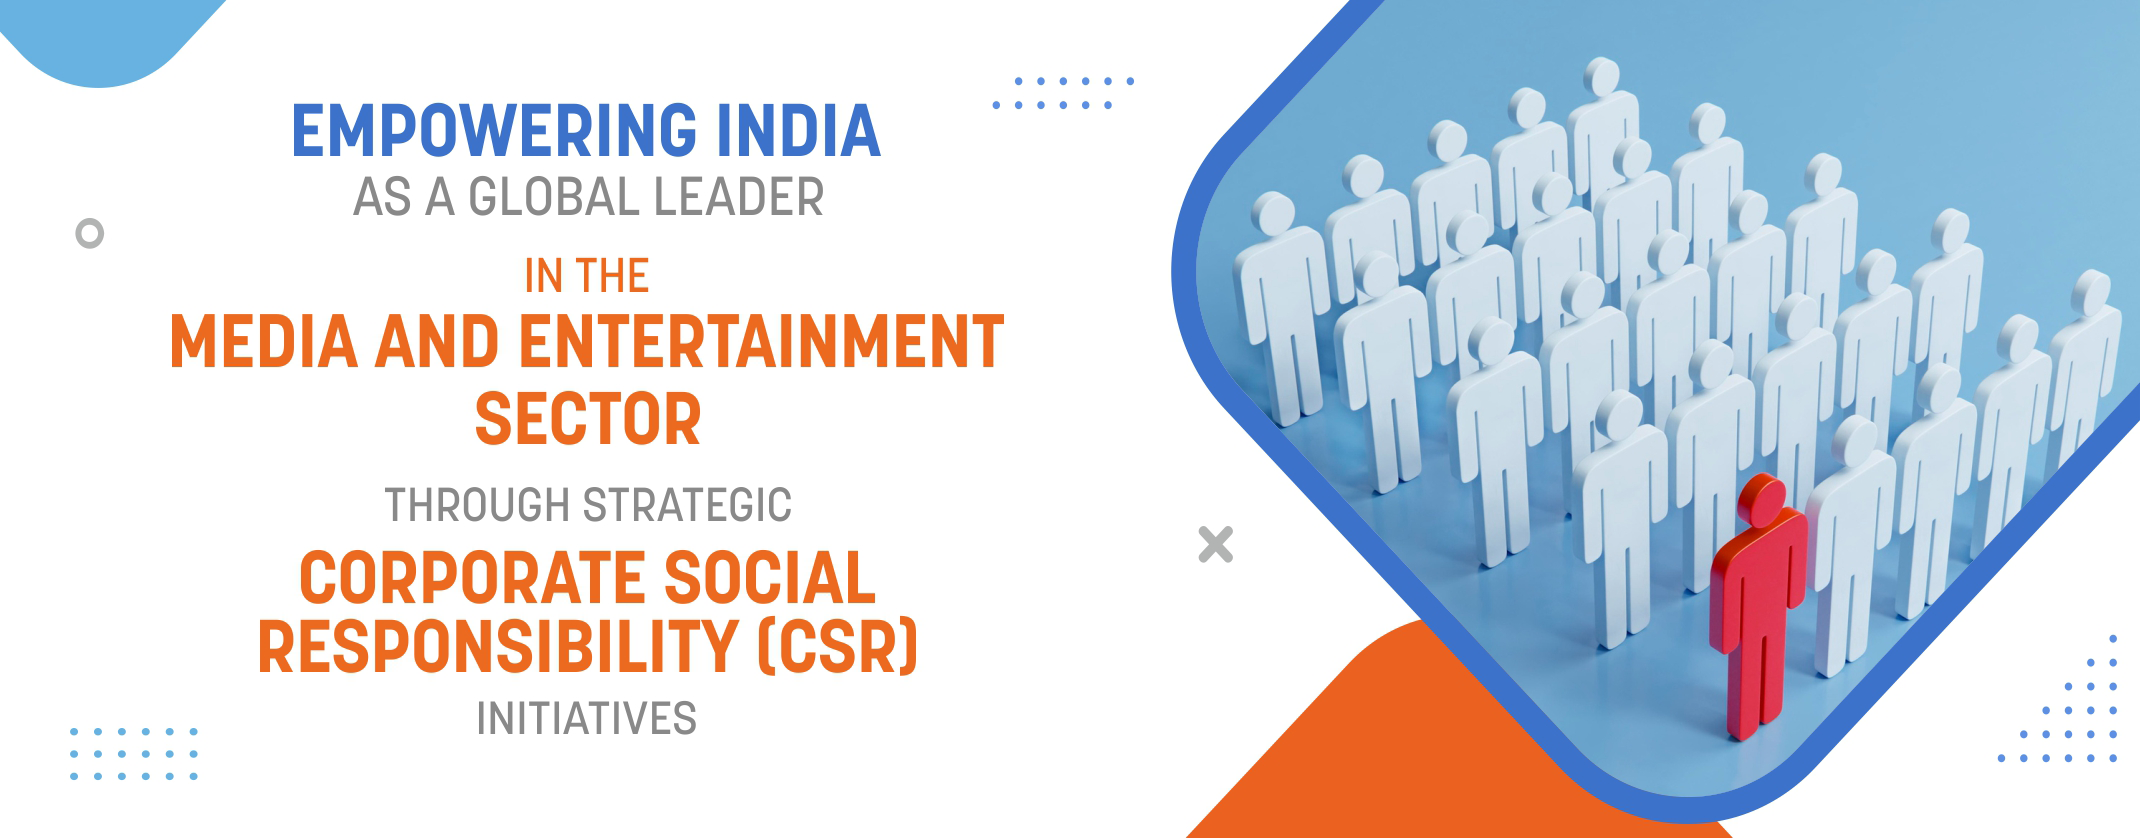 EMPOWERING INDIA
AS A GLOBAL LEADER
IN THE
MEDIA AND ENTERTAINMENT
SECTOR
THROUGH STRATEGIC
CORPORATE SOCIAL
RESPONSIBILITY (CSR)
INITIATIVES